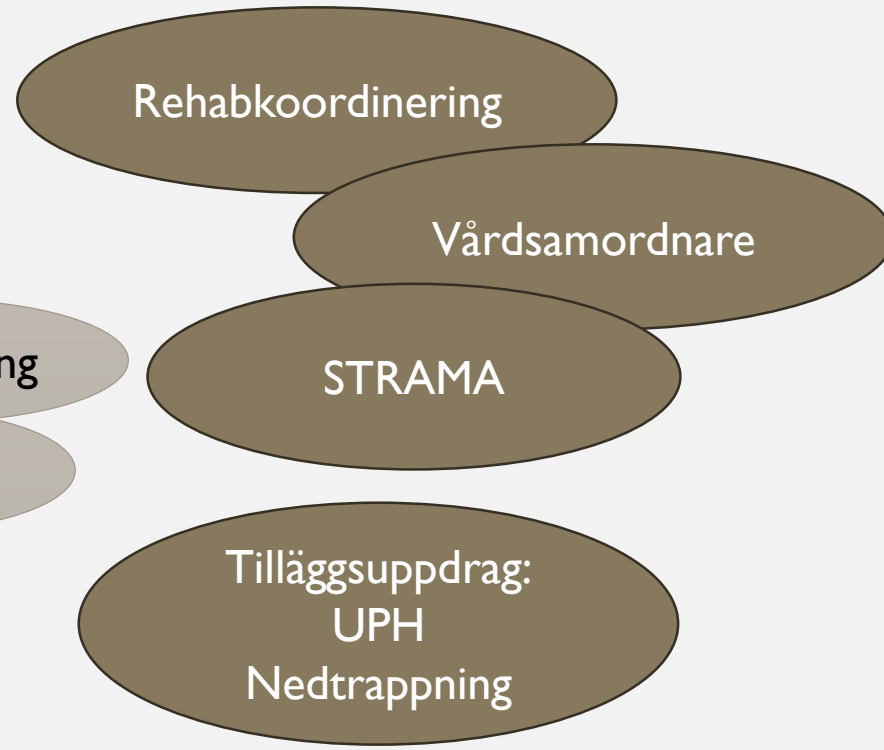 Rehabkoordinering
Vårdsamordnare
ng
STRAMA
Tilläggsuppdrag:
UPH
Nedtrappning